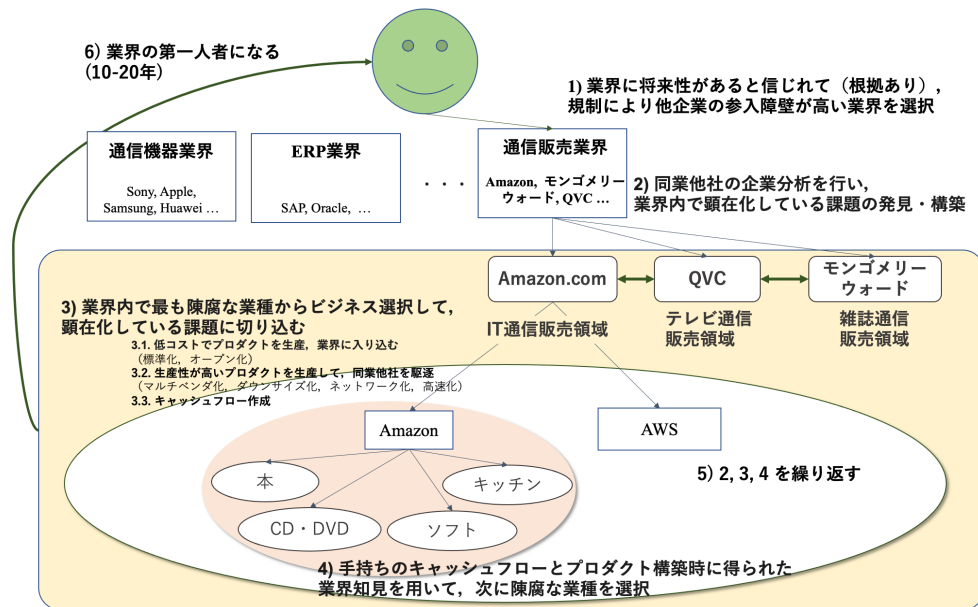 6) 業界の第一人者になる
(10-20年)
1) 業界に将来性があると信じれて（根拠あり）,
規制により他企業の参入障壁が高い業界を選択
通信機器業界
Sony, Apple,
Samsung, Huawei …
ERP業界
SAP, Oracle, …
・・・
通信販売業界
Amazon, モンゴメリー
ウォード, QVC …
2) 同業他社の企業分析を行い,
業界内で顕在化している課題の発見・構築
Amazon.com
QVC
モンゴメリー
ウォード
IT通信販売領域
テレビ通信
販売領域
雑誌通信
販売領域
3) 業界内で最も陳腐な業種からビジネス選択して,
顕在化している課題に切り込む
3.1. 低コストでプロダクトを生産, 業界に入り込む
（標準化, オープン化）
3.2. 生産性が高いプロダクトを生産して, 同業他社を駆逐
（マルチベンダ化, ダウンサイズ化, ネットワーク化, 高速化）
3.3. キャッシュフロー作成
Amazon
AWS
本
キッチン
CD・DVD
ソフト
5) 2, 3, 4 を繰り返す
4) 手持ちのキャッシュフローとプロダクト構築時に得られた
業界知見を用いて, 次に陳腐な業種を選択